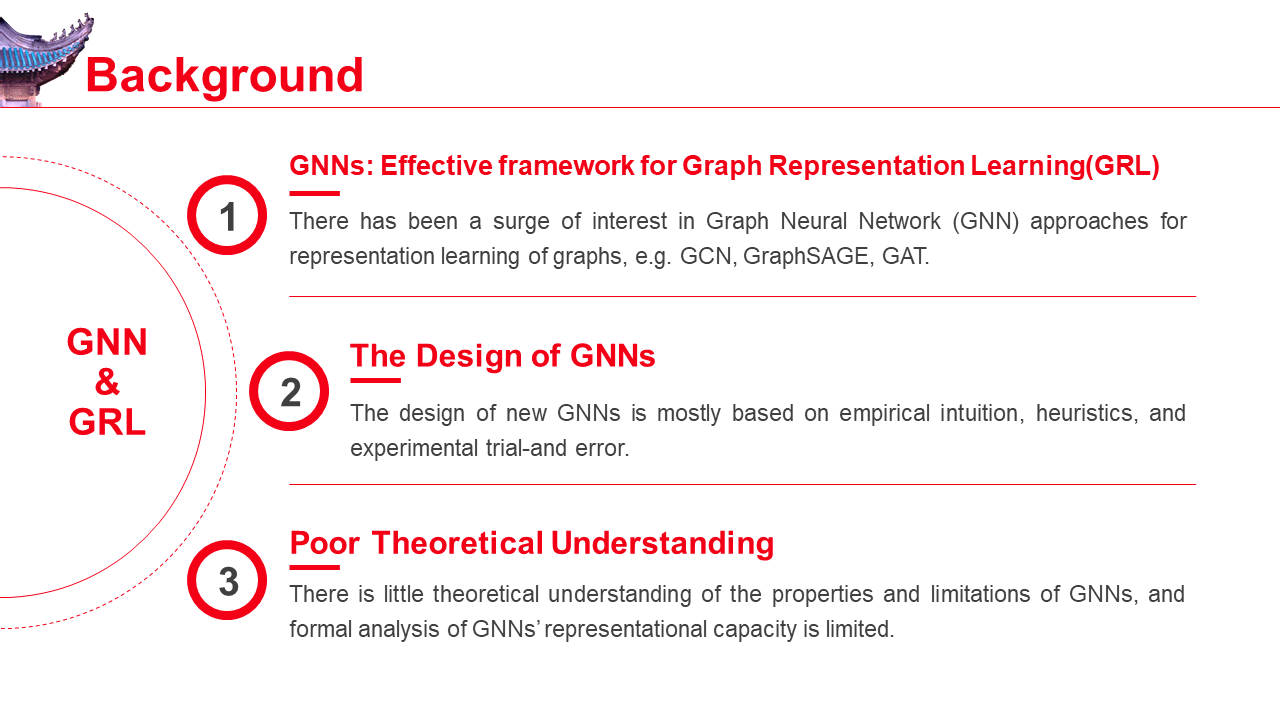 Background
GNN
&
GRL
1
GNNs: Effective framework for Graph Representation Learning(GRL)
There has been a surge of interest in Graph Neural Network (GNN) approaches for
representation learning of graphs, e.g. GCN, GraphSAGE, GAT.
2
The Design of GNNs
The design of new GNNs is mostly based on empirical intuition, heuristics, and
experimental trial-and error.
3
Poor Theoretical Understanding
There is little theoretical understanding of the properties and limitations of GNNs, and
formal analysis of GNNs’ representational capacity is limited.